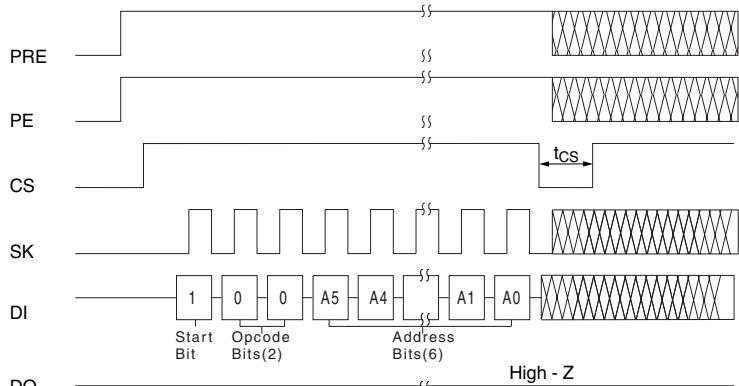 PRE
PE
CS
tCS
SK
DI
1 0 0 A5 A4 A1 A0
Start Bit
Opcode Bits(2)
Address Bits(6)
High - Z
DO